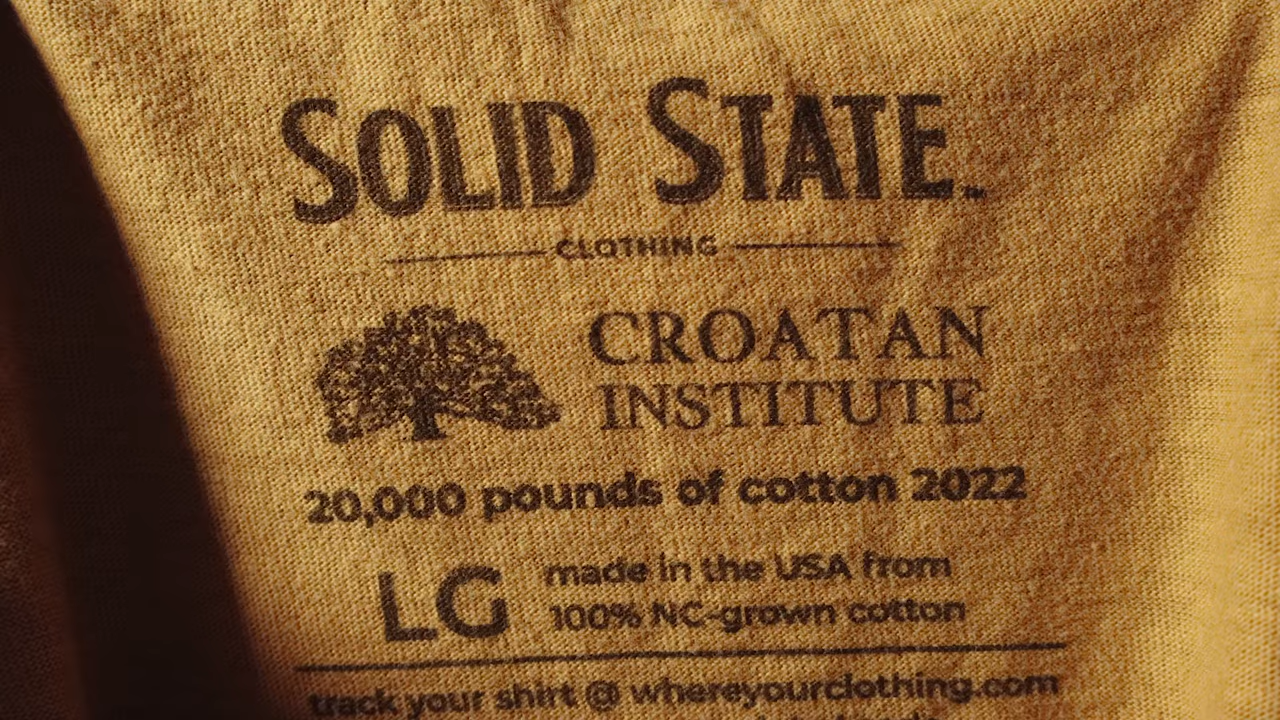 SOLID STATE.
CLOTHING
CROATAN
INSTITUTE
20,000 pounds of cotton 2022
LG
made in the USA from
100% NC-grown cotton
track your shirt @ whereyourclothing.com